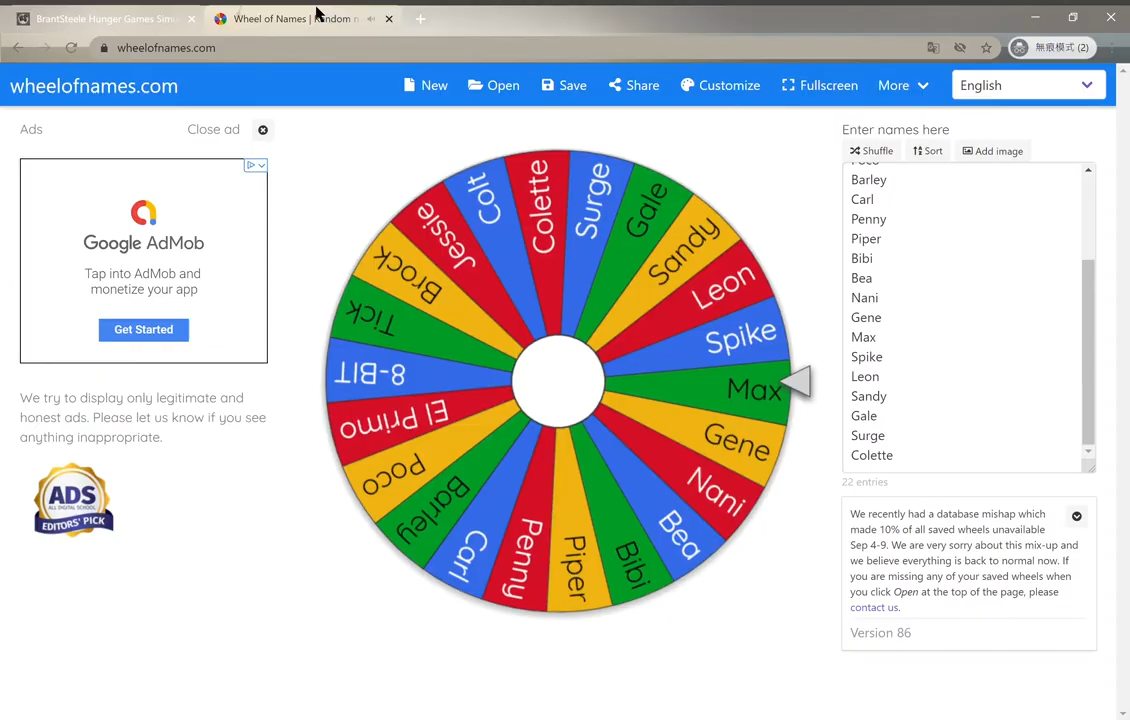 BrantSteele Hunger Games Simu
Wheel of Names | Random n
wheelofnames.com
無痕模式 (2)
wheelofnames.com
New
Open
Save
Share
Customize
Fullscreen
More
English
Ads
Close ad
Google AdMob
Tap into AdMob and
monetize your app
Get Started
We try to display only legitimate and
honest ads. Please let us know if you see
anything inappropriate.
ADS
ALL DIGITAL SCHOOL
EDITORS' PICK
Colette
Surge
Gale
Sandy
Leon
Spike
Max
Gene
Nani
Bea
Bibi
Piper
Penny
Carl
Barley
Poco
El Primo
8-BIT
Tick
Brock
Jessie
Colt
Enter names here
Shuffle
Sort
Add image
Poco
Barley
Carl
Penny
Piper
Bibi
Bea
Nani
Gene
Max
Spike
Leon
Sandy
Gale
Surge
Colette
22 entries
We recently had a database mishap which
made 10% of all saved wheels unavailable
Sep 4-9. We are very sorry about this mix-up and
we believe everything is back to normal now. If
you are missing any of your saved wheels when
you click Open at the top of the page, please
contact us.
Version 86